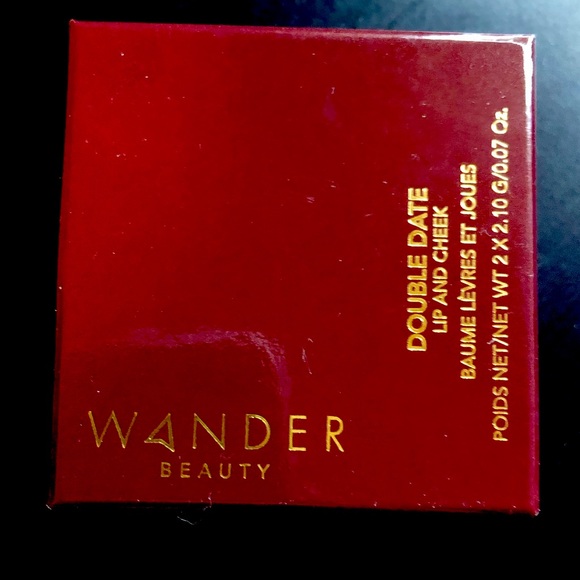 WANDER
BEAUTY
DOUBLE DATE
LIP AND CHEEK
BAUME LÈVRES ET JOUES
POIDS NET/NET WT 2 X 2.10 G/0.07 Oz.